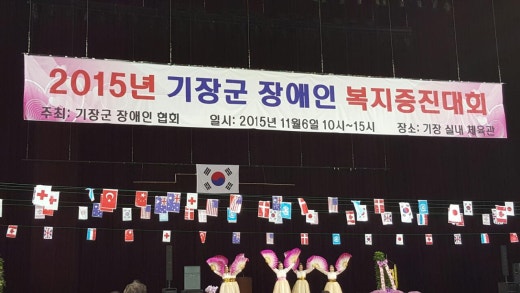 2015년 기장군 장애인 복지증진대회
주최: 기장군 장애인 협회 일시: 2015년 11월6일 10시~15시 장소: 기장 실내 체육관